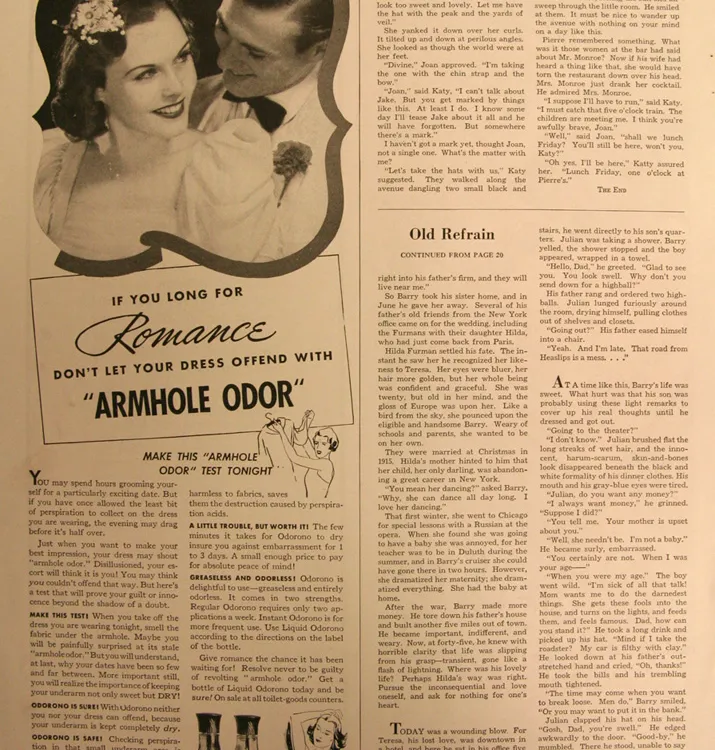 IF YOU LONG FOR
Romance
DON'T LET YOUR DRESS OFFEND WITH
"ARMHOLE ODOR"
MAKE THIS "ARMHOLE
ODOR" TEST TONIGHT
YOU may spend hours grooming your-
self for a particularly exciting date. But
if you have once allowed the least bit
of perspiration to collect on the dress
you are wearing, the evening may drag
before it's half over.
Just when you want to make your
best impression, your dress may shout
"armhole odor." Disillusioned, your es-
cort will think it is you! You may think
you couldn't offend that way. But here's
a test that will prove your guilt or inno-
cence beyond the shadow of a doubt.
MAKE THIS TEST! When you take off the
dress you are wearing tonight, smell the
fabric under the armhole. Maybe you
will be painfully surprised at its stale
"armhole odor." But you will understand,
at last, why your dates have been so few
and far between. More important still,
you will realize the importance of keeping
your underarm not only sweet but DRY!
ODORONO IS SURE! With Odorono neither
you nor your dress can offend, because
your underarm is kept completely dry.
ODORONO IS SAFE! Checking perspira-
tion in that small underarm
harmless to fabrics, saves
them the destruction caused by perspira-
tion acids.
A LITTLE TROUBLE, BUT WORTH IT! The few
minutes it takes for Odorono to dry
insure you against embarrassment for 1
to 3 days. A small enough price to pay
for absolute peace of mind!
GREASELESS AND ODORLESS! Odorono is
delightful to use—greaseless and entirely
odorless. It comes in two strengths.
Regular Odorono requires only two ap-
plications a week. Instant Odorono is for
more frequent use. Use Liquid Odorono
according to the directions on the label
of the bottle.
Give romance the chance it has been
waiting for! Resolve never to be guilty
of revolting "armhole odor." Get a
bottle of Liquid Odorono today and be
sure! On sale at all toilet-goods counters.
look too sweet and lovely. Let me have
the hat with the peak and the yards of
veil."
She yanked it down over her curls.
It tilted up and down at perilous angles.
She looked as though the world were at
her feet.
"Divine," Joan approved. "I'm taking
the one with the chin strap and the
bow."
"Joan," said Katy, "I can't talk about
Jake. But you get marked by things
like this. At least I do. I know some
day I'll tease Jake about it all and he
will have forgotten. But somewhere
there's a mark."
I haven't got a mark yet, thought Joan,
not a single one. What's the matter with
me?
"Let's take the hats with us," Katy
suggested. They walked along the
avenue dangling two small black and
sweep through the little room. He smiled
at them. It must be nice to wander up
the avenue with nothing on your mind
on a day like this.
Pierre remembered something. What
was it those women at the bar had said
about Mr. Monroe? Now if his wife had
heard a thing like that, she would have
torn the restaurant down over his head.
Mrs. Monroe just drank her cocktail.
He admired Mrs. Monroe.
"I suppose I'll have to run," said Katy.
"I must catch that five o'clock train. The
children are meeting me. I think you're
awfully brave, Joan."
"Well," said Joan, "shall we lunch
Friday? You'll still be here, won't you,
Katy?"
"Oh yes, I'll be here," Katy assured
her. "Lunch Friday, one o'clock at
Pierre's."
THE END
Old Refrain
CONTINUED FROM PAGE 20
right into his father's firm, and they will
live near me."
So Barry took his sister home, and in
June he gave her away. Several of his
father's old friends from the New York
office came on for the wedding, including
the Furmans with their daughter Hilda,
who had just come back from Paris.
Hilda Furman settled his fate. The in-
stant he saw her he recognized her like-
ness to Teresa. Her eyes were bluer, her
hair more golden, but her whole being
was confident and graceful. She was
twenty, but old in her mind, and the
gloss of Europe was upon her. Like a
bird from the sky, she pounced upon the
eligible and handsome Barry. Weary of
schools and parents, she wanted to be
on her own.
They were married at Christmas in
1915. Hilda's mother hinted to him that
her child, her only darling, was abandon-
ing a great career in New York.
"You mean her dancing?" asked Barry.
"Why, she can dance all day long. I
love her dancing."
That first winter, she went to Chicago
for special lessons with a Russian at the
opera. When she found she was going
to have a baby she was annoyed, for her
teacher was to be in Duluth during the
summer, and in Barry's cruiser she could
have gone there in two hours. However,
she dramatized her maternity; she dram-
atized everything. She had the baby at
home.
After the war, Barry made more
money. He tore down his father's house
and built another five miles out of town.
He became important, indifferent, and
weary. Now, at forty-five, he knew with
horrible clarity that life was slipping
from his grasp—transient, gone like a
flash of lightning. Where was his lovely
life? Perhaps Hilda's way was right.
Pursue the inconsequential and love
oneself, and ask for nothing for one's
heart.
TODAY was a wounding blow. For
Teresa, his lost love, was downtown in
a hotel, and here he sat in his office five
stairs, he went directly to his son's quar-
ters. Julian was taking a shower. Barry
yelled, the shower stopped and the boy
appeared, wrapped in a towel.
"Hello, Dad," he greeted. "Glad to see
you. You look swell. Why don't you
send down for a highball?"
His father rang and ordered two high-
balls. Julian lunged furiously around
the room, drying himself, pulling clothes
out of shelves and closets.
"Going out?" His father eased himself
into a chair.
"Yeah. And I'm late. That road from
Heaslips is a mess. . . ."
AT A time like this, Barry's life was
sweet. What hurt was that his son was
probably using these light remarks to
cover up his real thoughts until he
dressed and got out.
"Going to the theater?"
"I don't know." Julian brushed flat the
long streaks of wet hair, and the inno-
cent, harum-scarum, skin-and-bones
look disappeared beneath the black and
white formality of his dinner clothes. His
mouth and his gray-blue eyes were tired.
"Julian, do you want any money?"
"I always want money," he grinned.
"Suppose I did?"
"You tell me. Your mother is upset
about you."
"Well, she needn't be. I'm not a baby."
He became surly, embarrassed.
"You certainly are not. When I was
your age—"
"When you were my age." The boy
went wild. "I'm sick of all that talk!
Mom wants me to do the darnedest
things. She gets these fools into the
house, and turns on the lights, and feeds
them, and feels famous. Dad, how can
you stand it?" He took a long drink and
picked up his hat. "Mind if I take the
roadster? My car is filthy with clay."
He looked down at his father's out-
stretched hand and cried, "Oh, thanks!"
He took the bills and his trembling
mouth tightened.
"The time may come when you want
to break loose. Men do." Barry smiled,
"Or you may want to put it in the bank."
Julian clapped his hat on his head.
"Gosh, Dad, you're swell." He edged
awkwardly to the door. "Good-by," he
mumbled. There he stood, unable to say